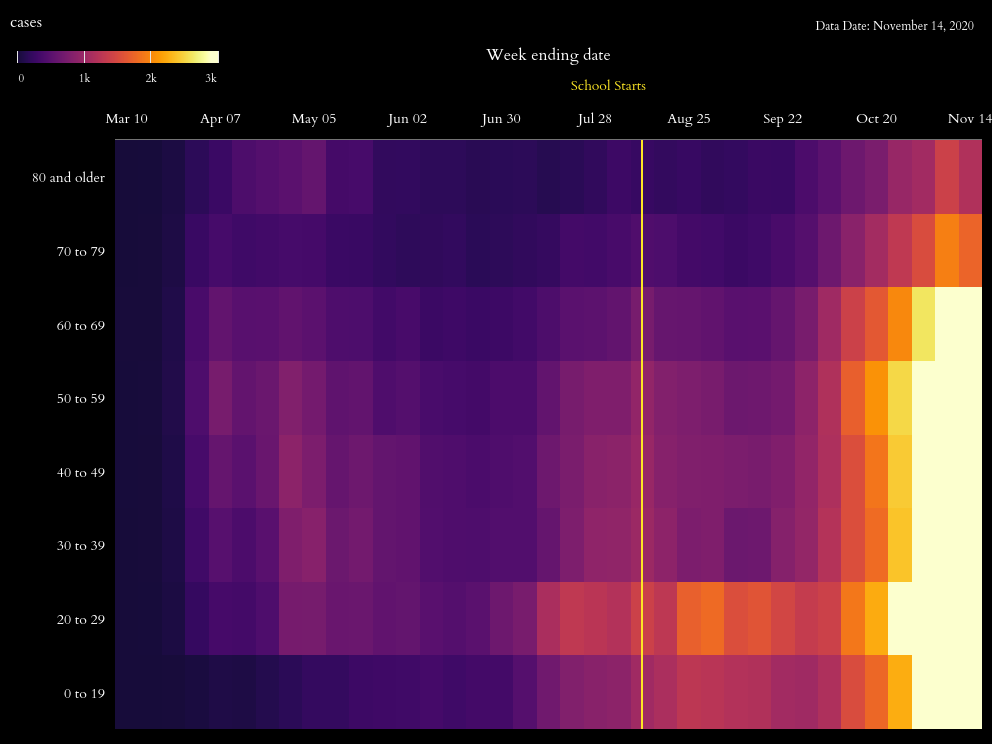 cases
Data Date: November 14, 2020
0 1k 2k 3k
Week ending date
School Starts
Mar 10 Apr 07 May 05 Jun 02 Jun 30 Jul 28 Aug 25 Sep 22 Oct 20 Nov 14
80 and older
70 to 79
60 to 69
50 to 59
40 to 49
30 to 39
20 to 29
0 to 19